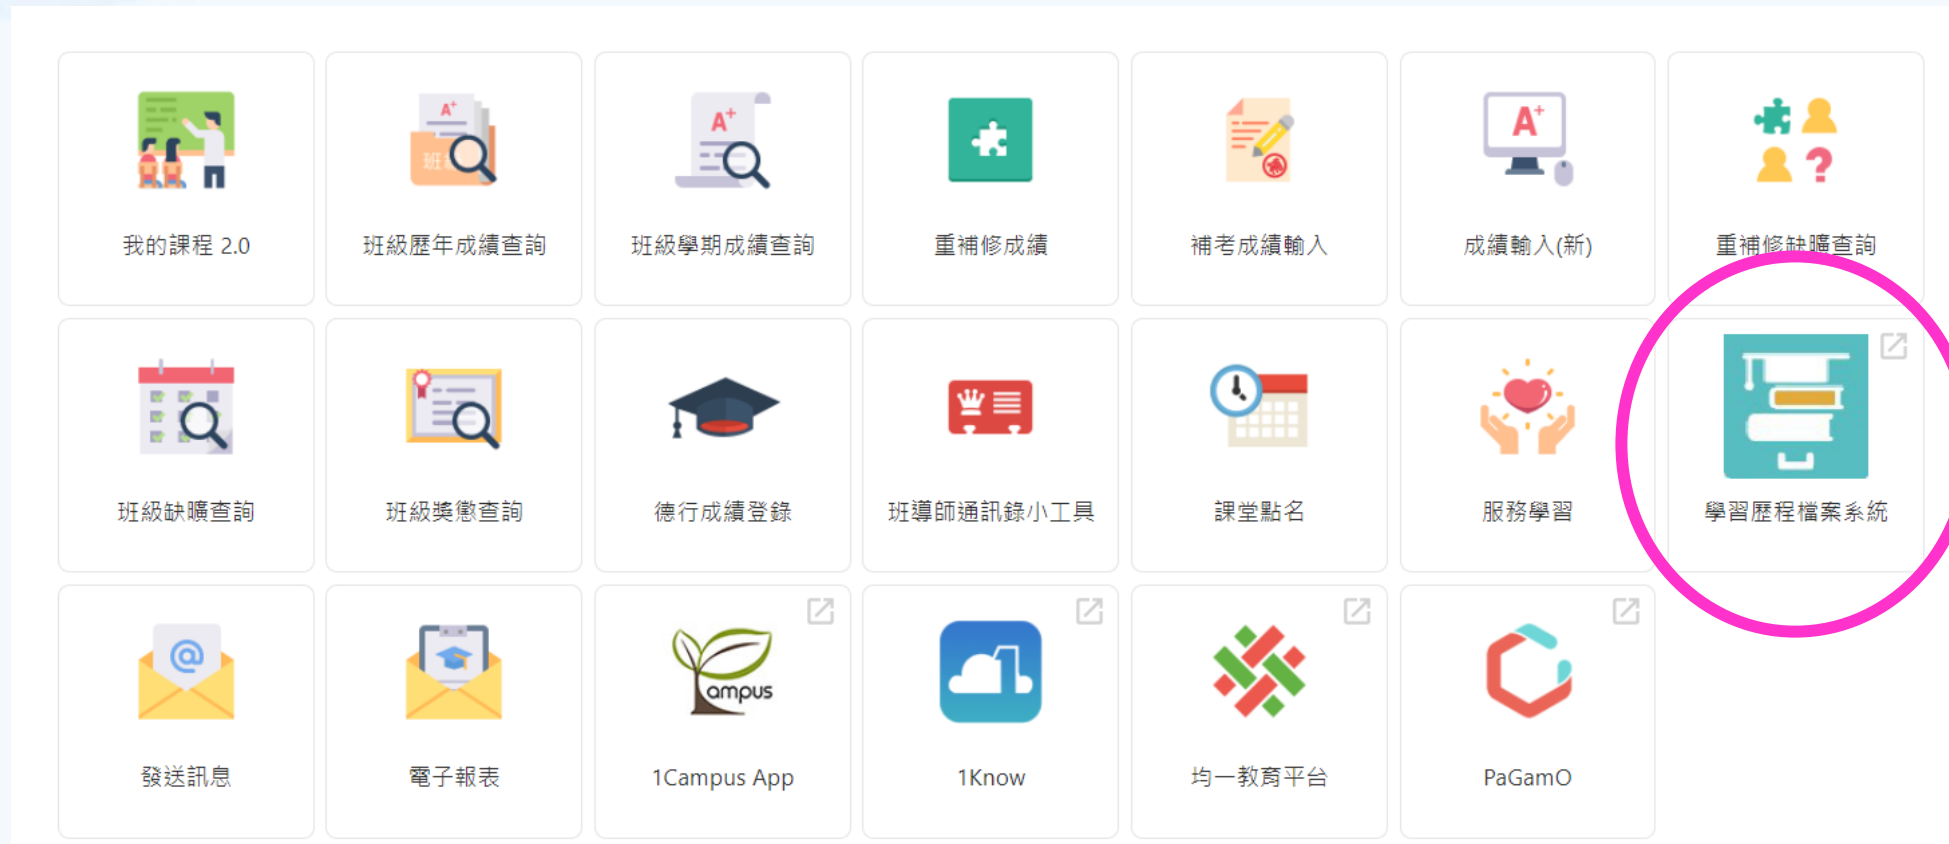 我的課程 2.0
班級歷年成績查詢
班級學期成績查詢
重補修成績
補考成績輸入
成績輸入(新)
重補修缺曠查詢
班級缺曠查詢
班級獎懲查詢
德行成績登錄
班導師通訊錄小工具
課堂點名
服務學習
學習歷程檔案系統
發送訊息
電子報表
1Campus App
1Know
均一教育平台
PaGamO
A+
班
A+
A+
@
ampus